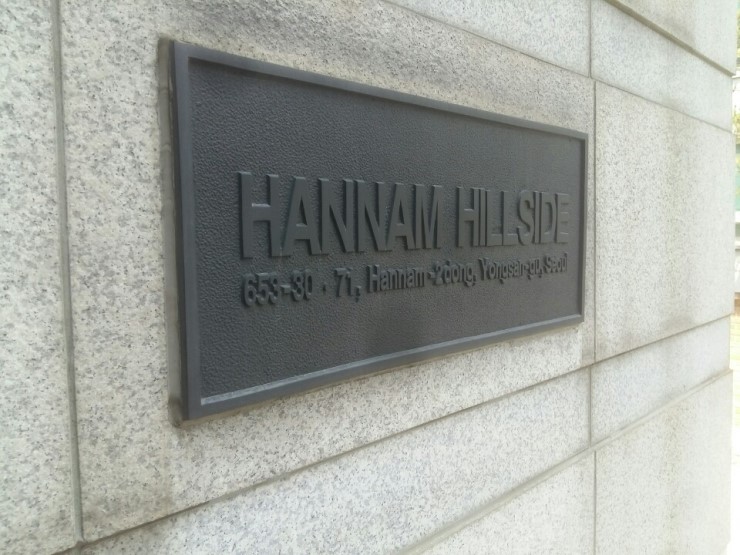 HANNAM HILLSIDE
653-30 · 71, Hannam-2dong, Yongsan-gu, Seoul